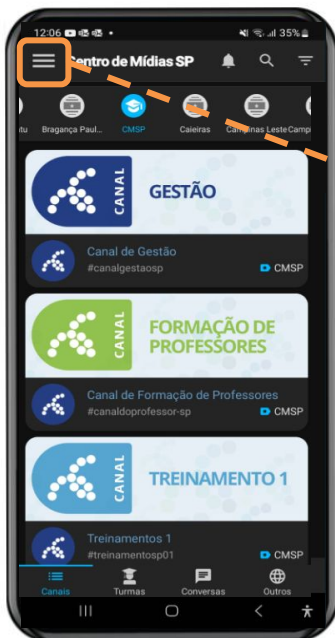 12:06
35%
Centro de Mídias SP
Bragança Paul...
CMSP
Caieiras
Campinas Leste
Camp
CANAL
GESTÃO
Canal de Gestão
#canalgestaosp
CMSP
CANAL
FORMAÇÃO DE
PROFESSORES
Canal de Formação de Professores
#canaldoprofessor-sp
CMSP
CANAL
TREINAMENTO 1
Treinamentos 1
#treinamentosp01
CMSP
Canais
Turmas
Conversas
Outros